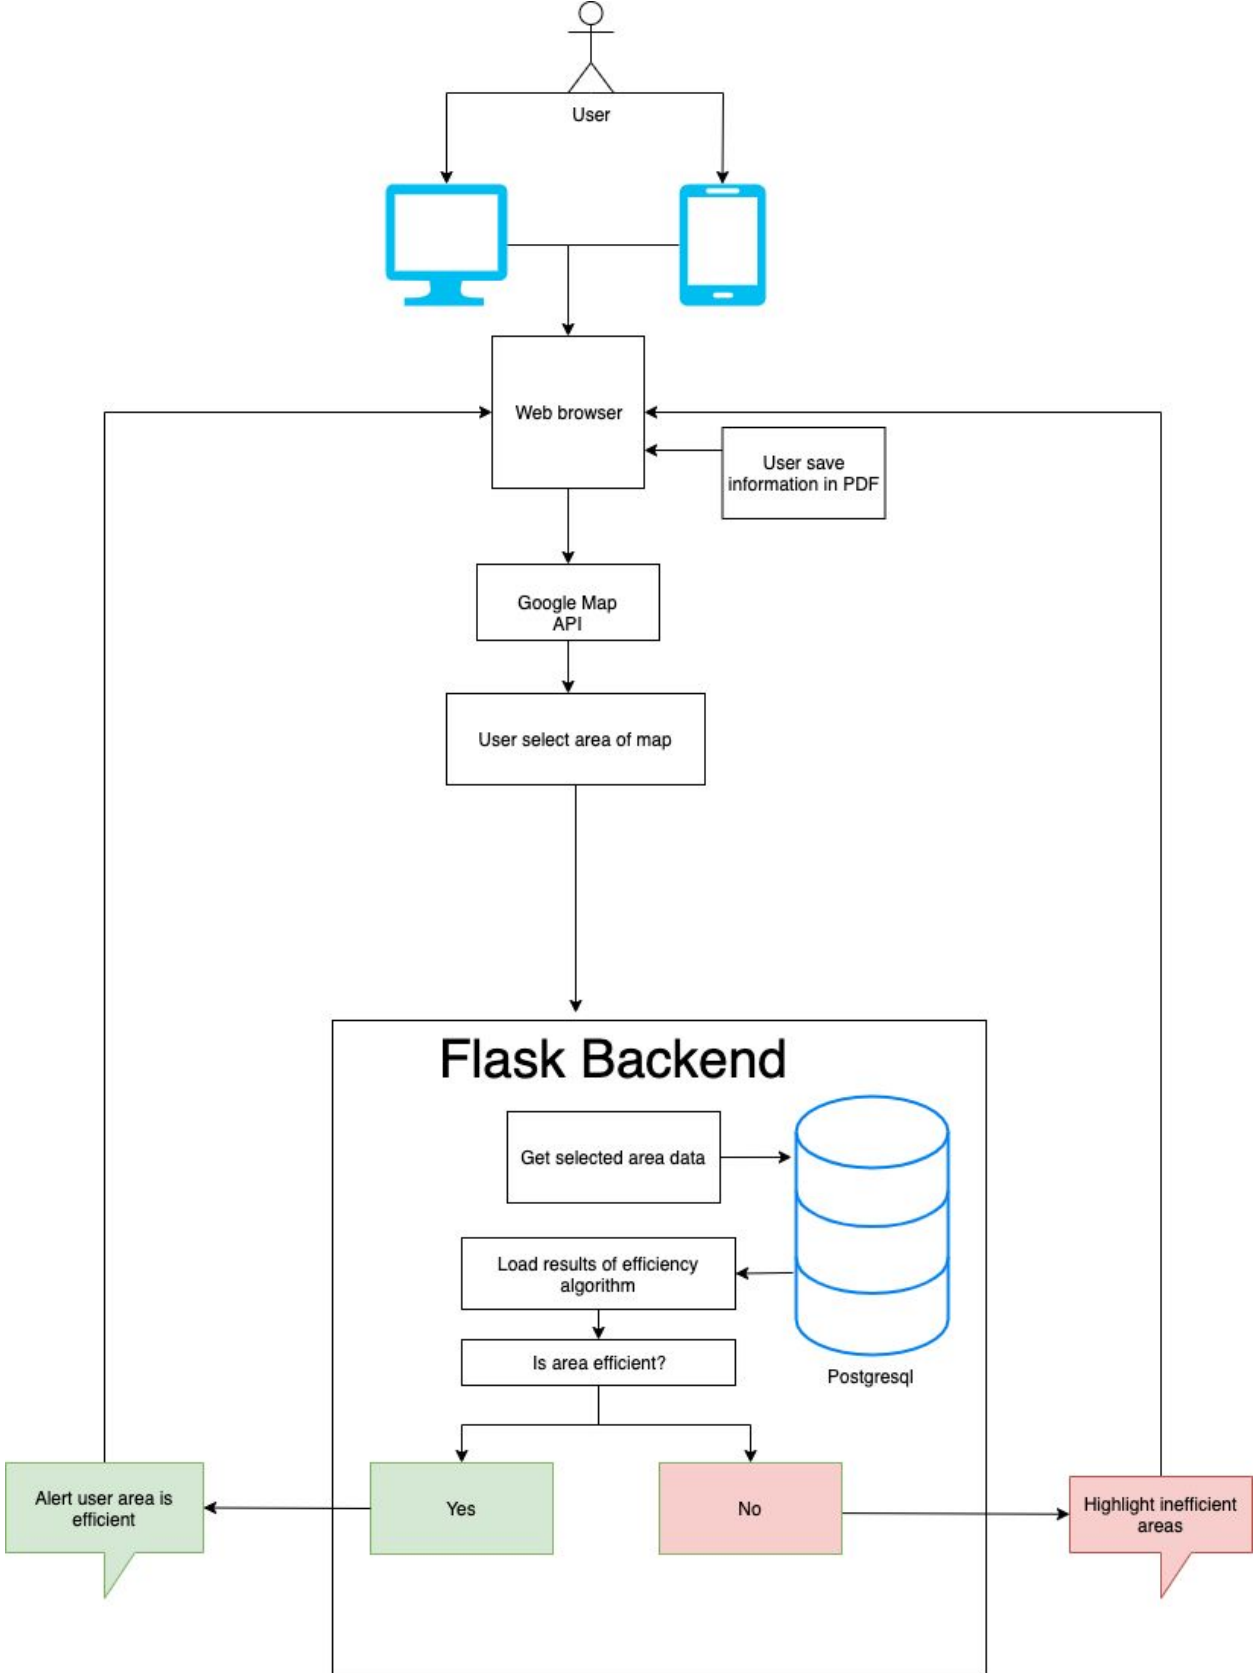 User
Web browser
User save
information in PDF
Google Map
API
User select area of map
Flask Backend
Get selected area data
Load results of efficiency
algorithm
Is area efficient?
Postgresql
Alert user area is
efficient
Yes
No
Highlight inefficient
areas